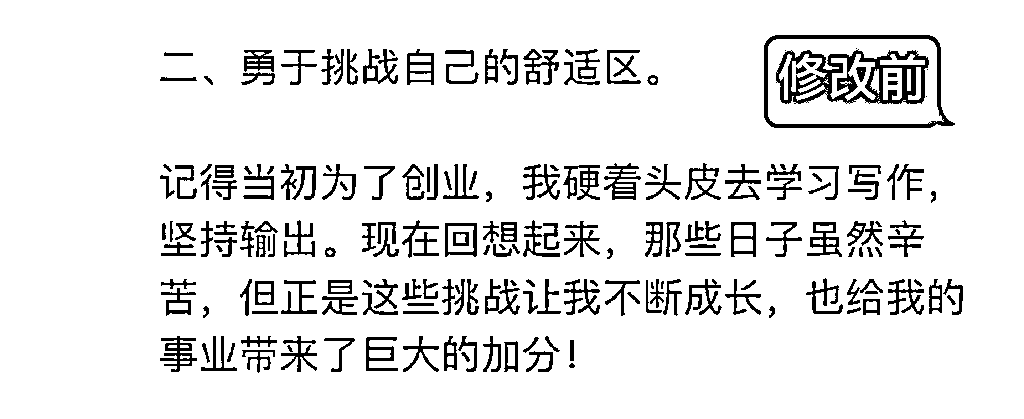 二、勇于挑战自己的舒适区。
修改前
记得当初为了创业，我硬着头皮去学习写作，
坚持输出。现在回想起来，那些日子虽然辛
苦，但正是这些挑战让我不断成长，也给我的
事业带来了巨大的加分！